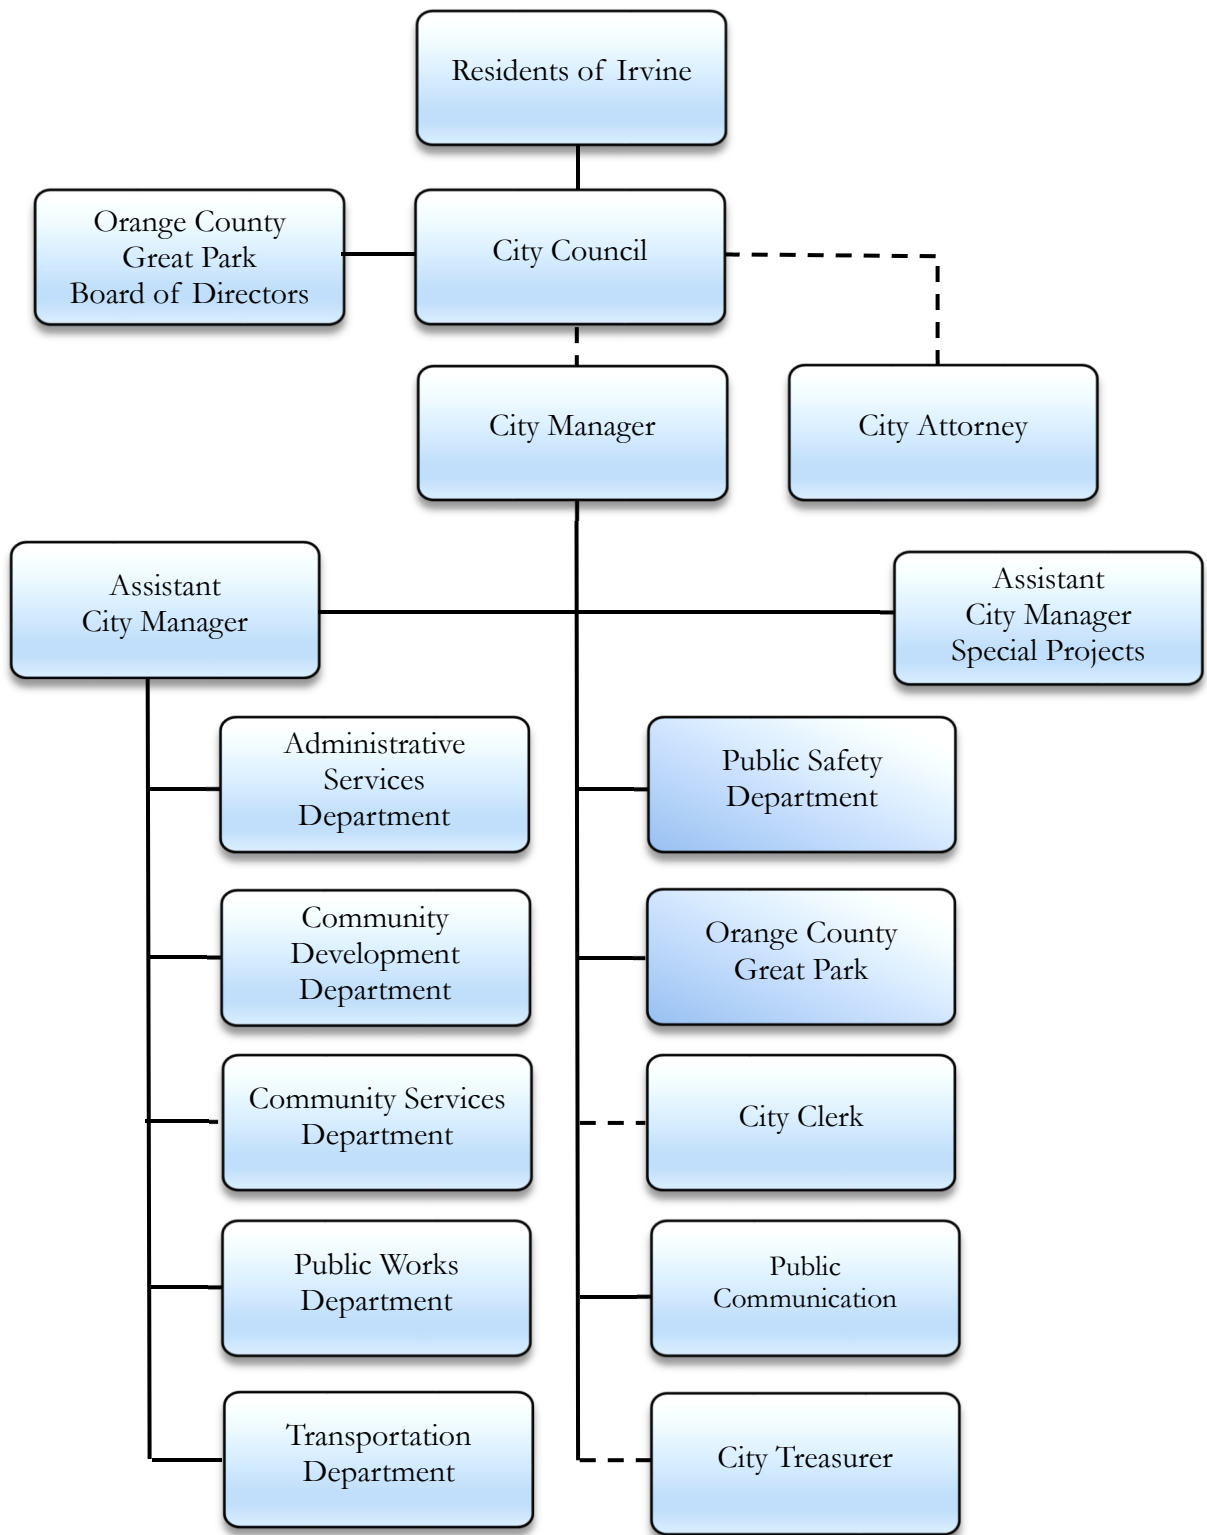 Residents of Irvine
Orange County
Great Park
Board of Directors
City Council
City Manager
City Attorney
Assistant
City Manager
Assistant
City Manager
Special Projects
Administrative
Services
Department
Public Safety
Department
Community
Development
Department
Orange County
Great Park
Community Services
Department
City Clerk
Public Works
Department
Public
Communication
Transportation
Department
City Treasurer